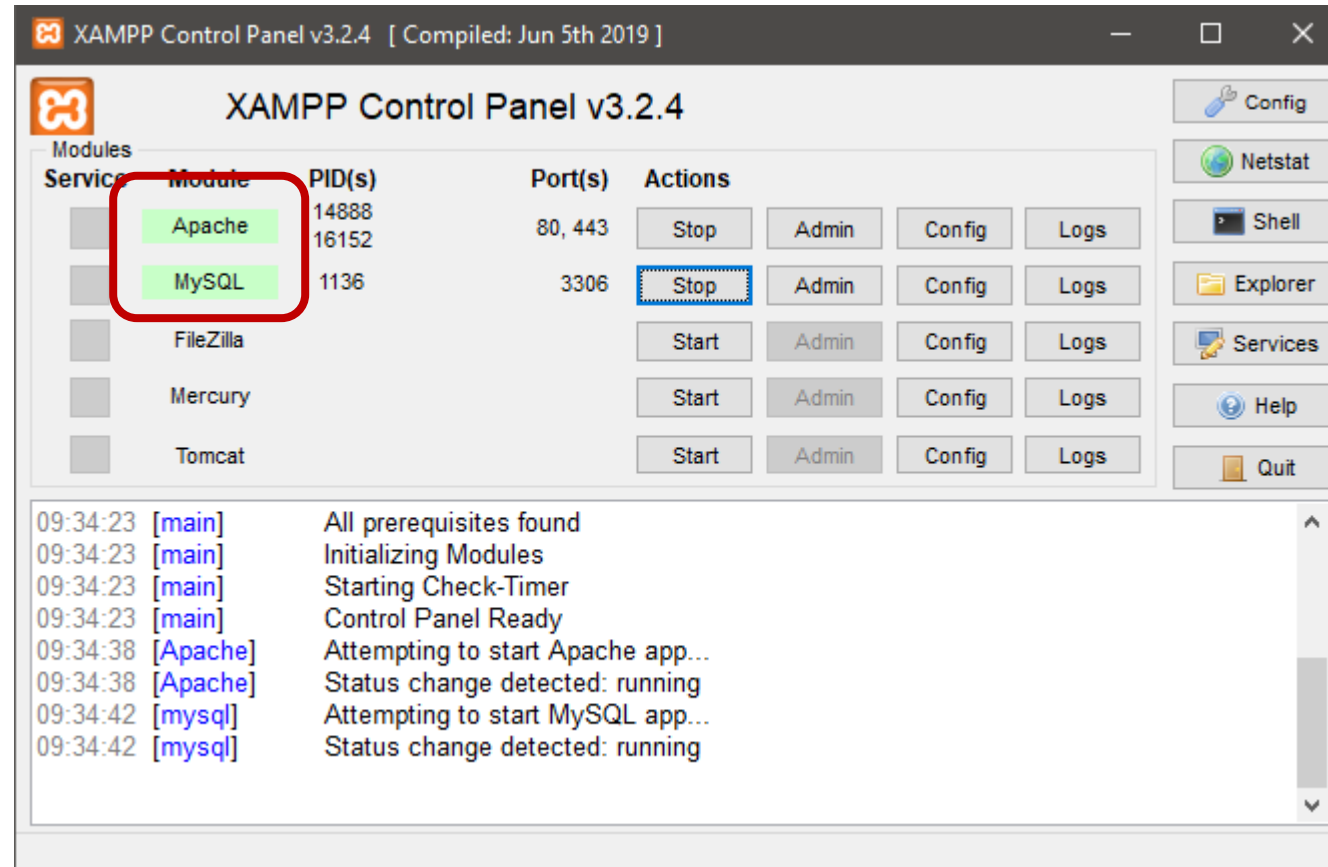 XAMPP Control Panel v3.2.4 [ Compiled: Jun 5th 2019 ]
XAMPP Control Panel v3.2.4
Config
Modules
Netstat
Service Module PID(s) Port(s) Actions
Apache 14888 16152 80, 443 Stop Admin Config Logs
Shell
MySQL 1136 3306 Stop Admin Config Logs
Explorer
FileZilla Start Admin Config Logs
Services
Mercury Start Admin Config Logs
Help
Tomcat Start Admin Config Logs
Quit
09:34:23 [main] All prerequisites found
09:34:23 [main] Initializing Modules
09:34:23 [main] Starting Check-Timer
09:34:23 [main] Control Panel Ready
09:34:38 [Apache] Attempting to start Apache app...
09:34:38 [Apache] Status change detected: running
09:34:42 [mysql] Attempting to start MySQL app...
09:34:42 [mysql] Status change detected: running